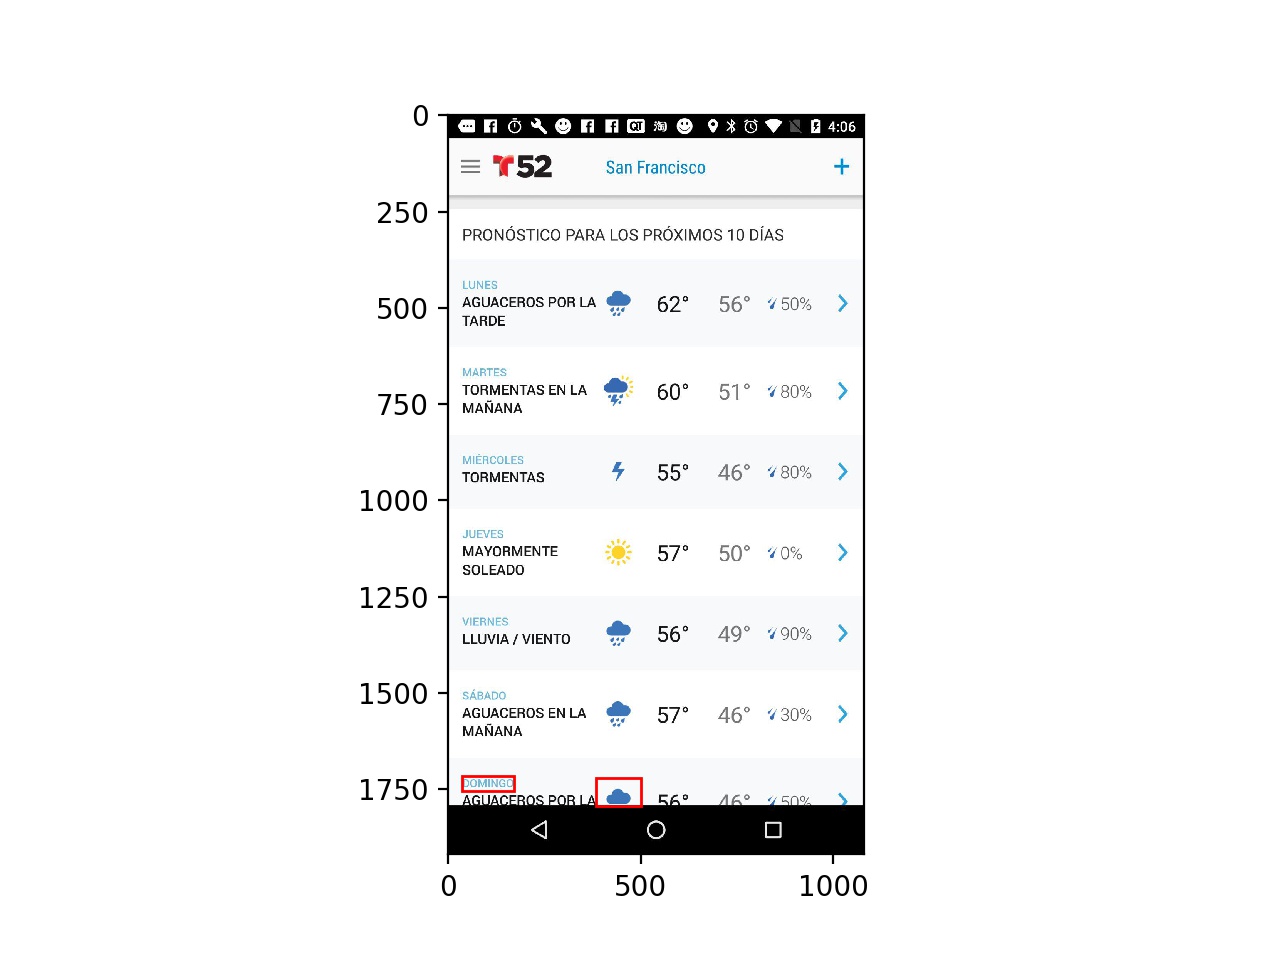 0
250
500
750
1000
1250
1500
1750
0 500 1000
4:06
52 San Francisco +
PRONÓSTICO PARA LOS PRÓXIMOS 10 DÍAS
LUNES
AGUACEROS POR LA TARDE 62° 56° 50%
MARTES
TORMENTAS EN LA MAÑANA 60° 51° 80%
MIÉRCOLES
TORMENTAS 55° 46° 80%
JUEVES
MAYORMENTE SOLEADO 57° 50° 0%
VIERNES
LLUVIA / VIENTO 56° 49° 90%
SÁBADO
AGUACEROS EN LA MAÑANA 57° 46° 30%
DOMINGO
AGUACEROS POR LA 56° 46° 50%